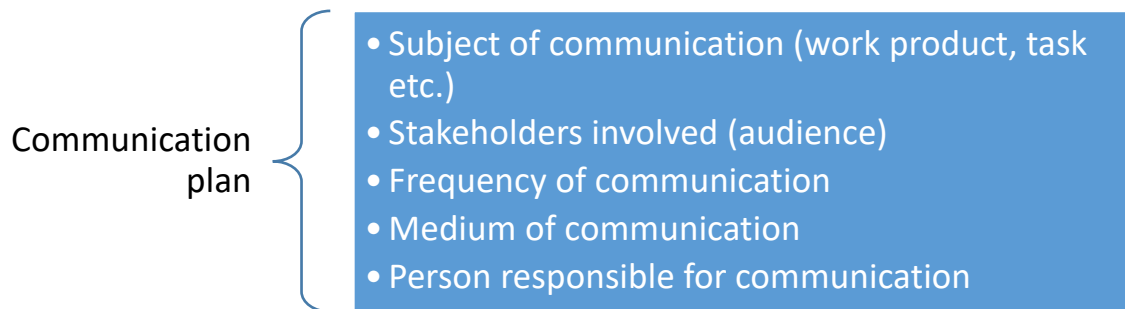 Communication
plan
• Subject of communication (work product, task
etc.)
• Stakeholders involved (audience)
• Frequency of communication
• Medium of communication
• Person responsible for communication